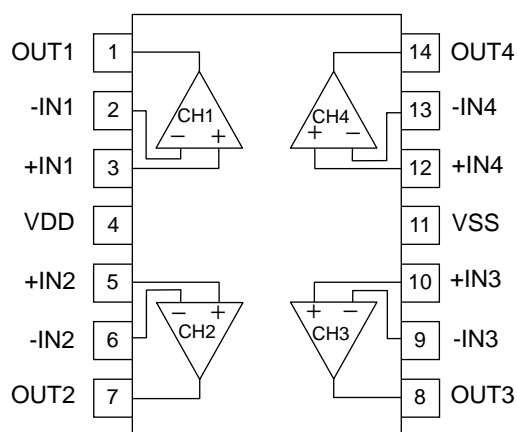 OUT1 1 14 OUT4
-IN1 2 CH1 CH4 13 -IN4
− + + −
+IN1 3 12 +IN4
VDD 4 11 VSS
+IN2 5 10 +IN3
− + + −
-IN2 6 CH2 CH3 9 -IN3
OUT2 7 8 OUT3